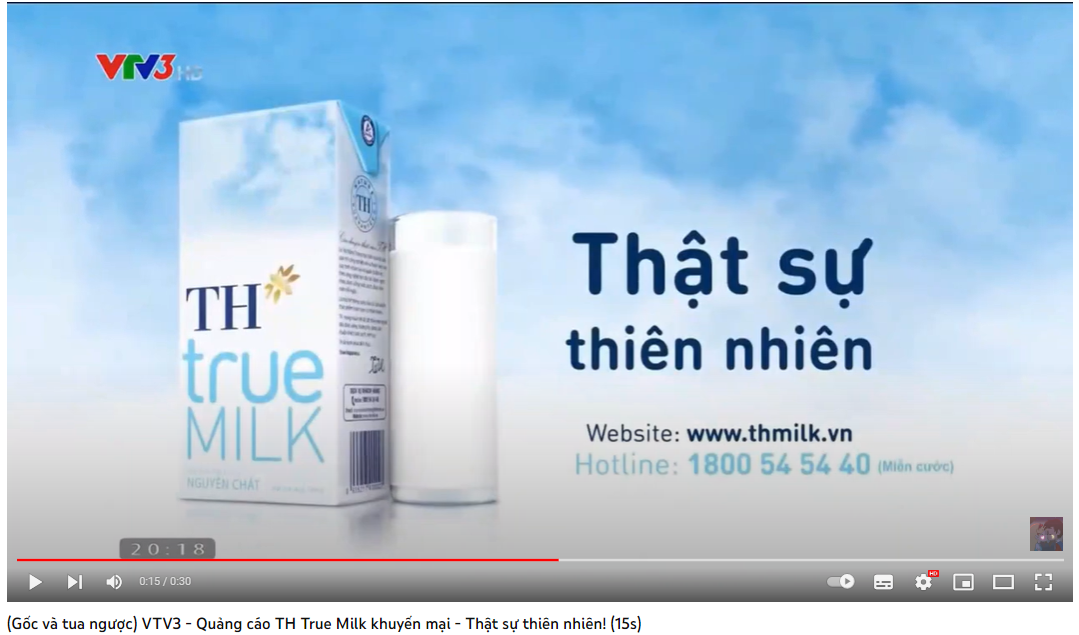 VTV3 HD
TH
true
MILK
NGUYÊN CHẤT
TH
Thật sự
thiên nhiên
Website: www.thmilk.vn
Hotline: 1800 54 54 40 (Miễn cước)
20:18
0:15 / 0:30
HD
(Gốc và tua ngược) VTV3 - Quảng cáo TH True Milk khuyến mại - Thật sự thiên nhiên! (15s)